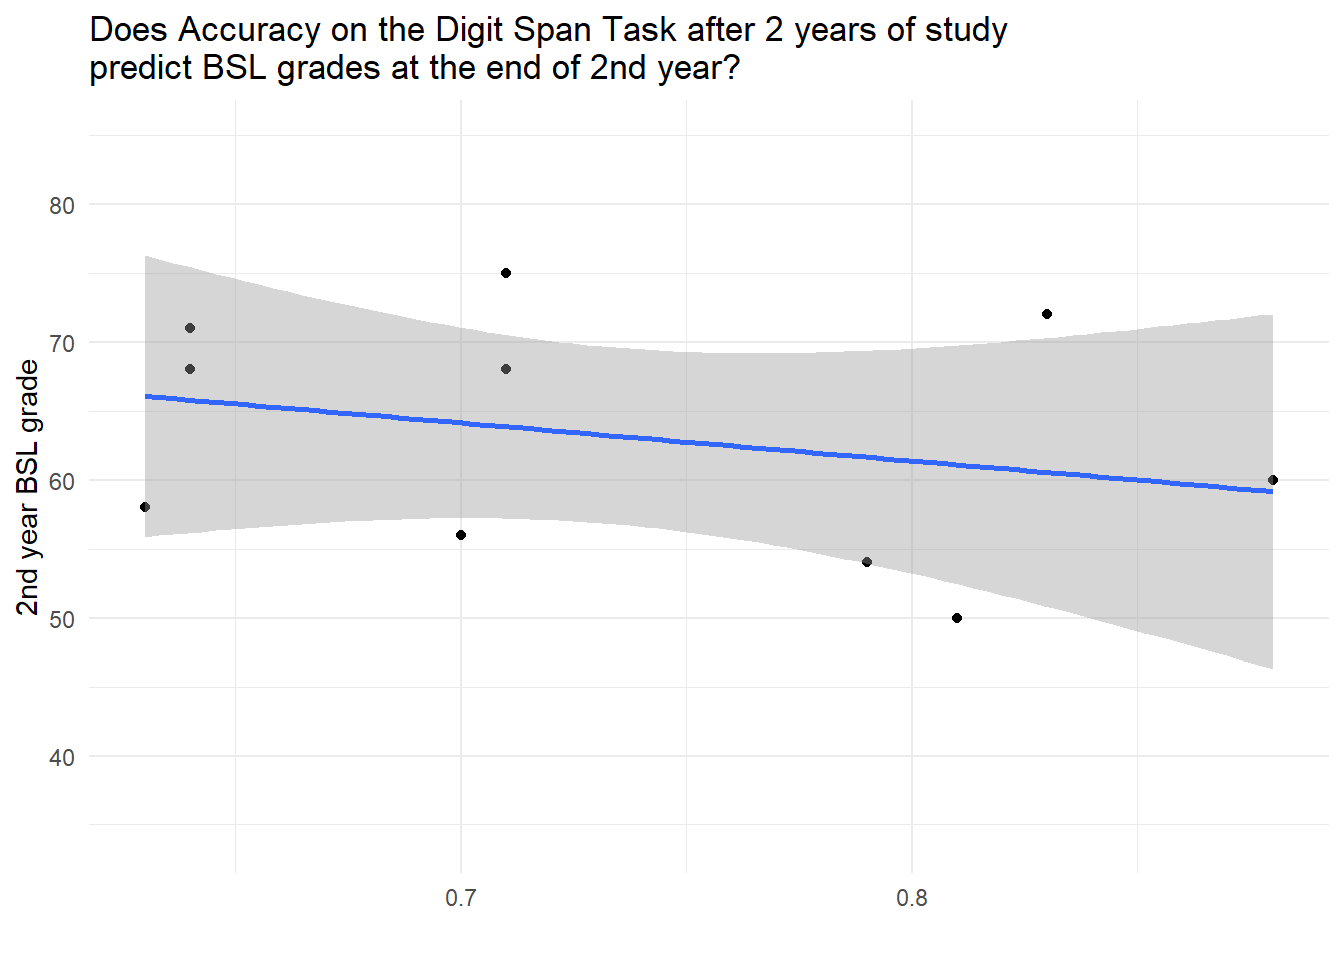 Does Accuracy on the Digit Span Task after 2 years of study
predict BSL grades at the end of 2nd year?
2nd year BSL grade
80
70
60
50
40
0.7
0.8